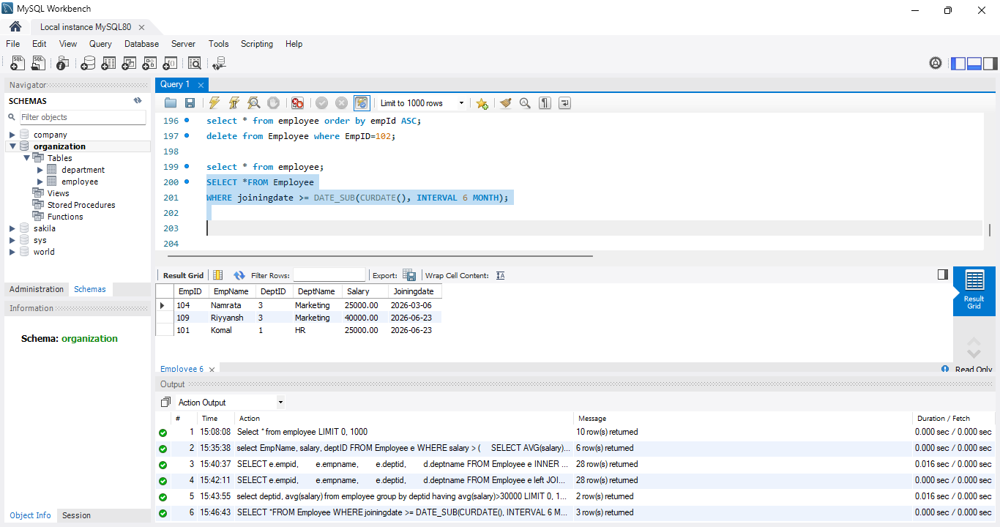 MySQL Workbench
Local instance MySQL80
File Edit View Query Database Server Tools Scripting Help
Navigator
SCHEMAS
Filter objects
company
organization
Tables
department
employee
Views
Stored Procedures
Functions
sakila
sys
world
Administration Schemas
Information
Schema: organization
Object Info Session
Query 1
Limit to 1000 rows
196 select * from employee order by empId ASC;
197 delete from Employee where EmpID=102;
198
199 select * from employee;
200 SELECT *FROM Employee
201 WHERE joiningdate >= DATE_SUB(CURDATE(), INTERVAL 6 MONTH);
202
203
204
Result Grid Filter Rows: Export: Wrap Cell Content:
EmpID EmpName DeptID DeptName Salary Joiningdate
104 Namrata 3 Marketing 25000.00 2026-03-06
109 Riyyansh 3 Marketing 40000.00 2026-06-23
101 Komal 1 HR 25000.00 2026-06-23
Result
Grid
Employee 6
Read Only
Output
Action Output
# Time Action Message Duration / Fetch
1 15:08:08 Select * from employee LIMIT 0, 1000 10 row(s) returned 0.000 sec / 0.000 sec
2 15:35:38 select EmpName, salary, deptID FROM Employee e WHERE salary > ( SELECT AVG(salary)... 6 row(s) returned 0.000 sec / 0.000 sec
3 15:40:37 SELECT e.empid, e.empname, e.deptid, d.deptname FROM Employee e INNER ... 28 row(s) returned 0.016 sec / 0.000 sec
4 15:42:11 SELECT e.empid, e.empname, e.deptid, d.deptname FROM Employee e left JOI... 28 row(s) returned 0.000 sec / 0.000 sec
5 15:43:55 select deptid, avg(salary) from employee group by deptid having avg(salary)>30000 LIMIT 0, 1... 2 row(s) returned 0.016 sec / 0.000 sec
6 15:46:43 SELECT *FROM Employee WHERE joiningdate >= DATE_SUB(CURDATE(), INTERVAL 6 M... 3 row(s) returned 0.000 sec / 0.000 sec